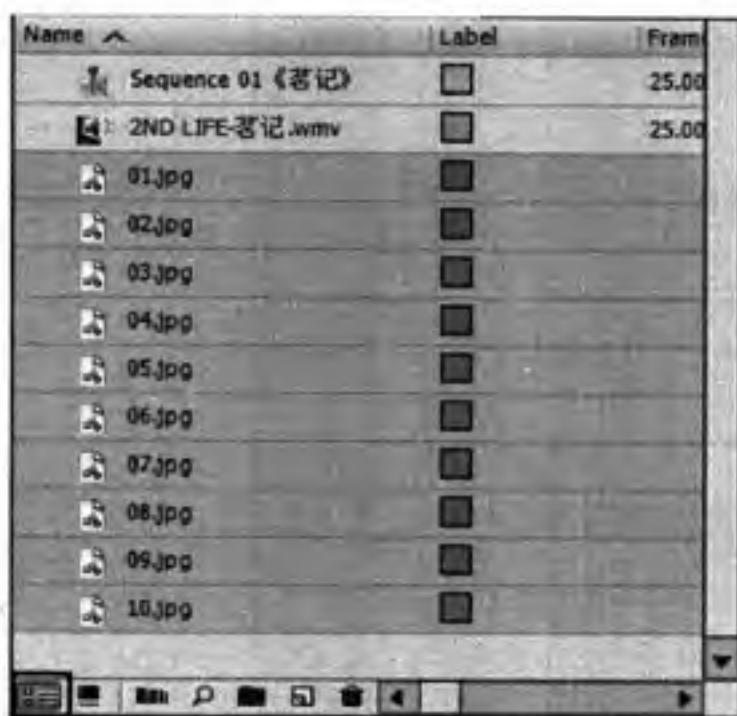 Name Label Fram
Sequence 01 《茗记》 25.00
2ND LIFE-茗记.wmv 25.00
01.jpg
02.jpg
03.jpg
04.jpg
05.jpg
06.jpg
07.jpg
08.jpg
09.jpg
10.jpg